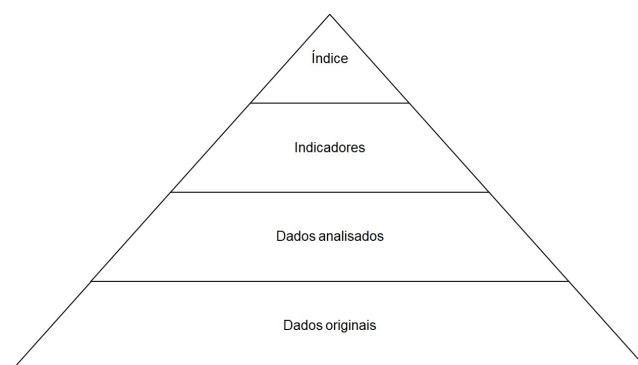 Índice
Indicadores
Dados analisados
Dados originais